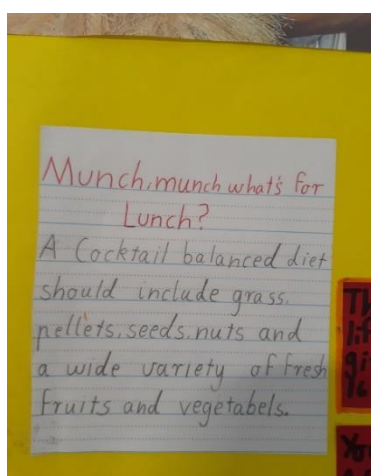 Munch, munch what's for
Lunch?
A Cocktail balanced diet
should include grass,
pellets, seeds, nuts and
a wide variety of Fresh
Fruits and vegetabels.